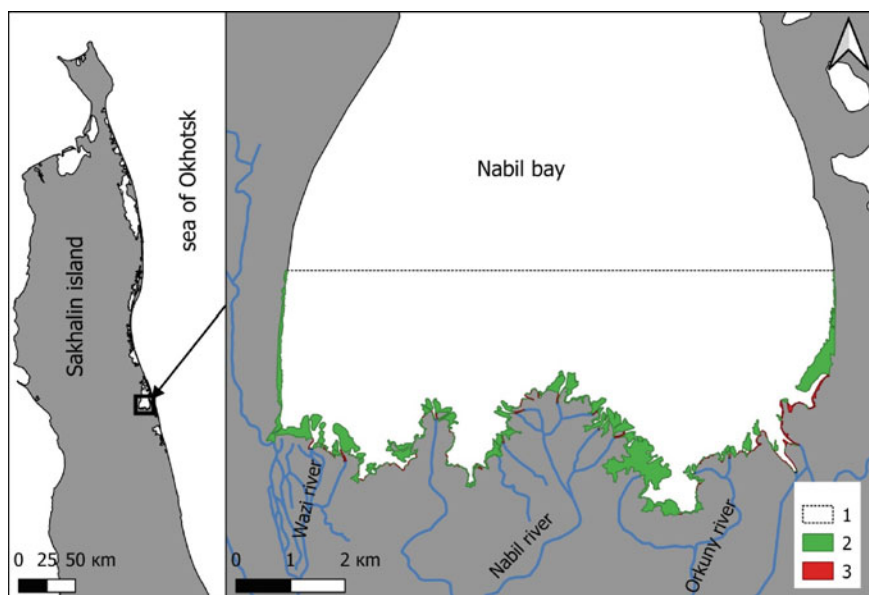 sea of Okhotsk
Sakhalin island
0 25 50 км
Nabil bay
Wazi river
Nabil river
Orkuny river
0 1 2 км
1
2
3